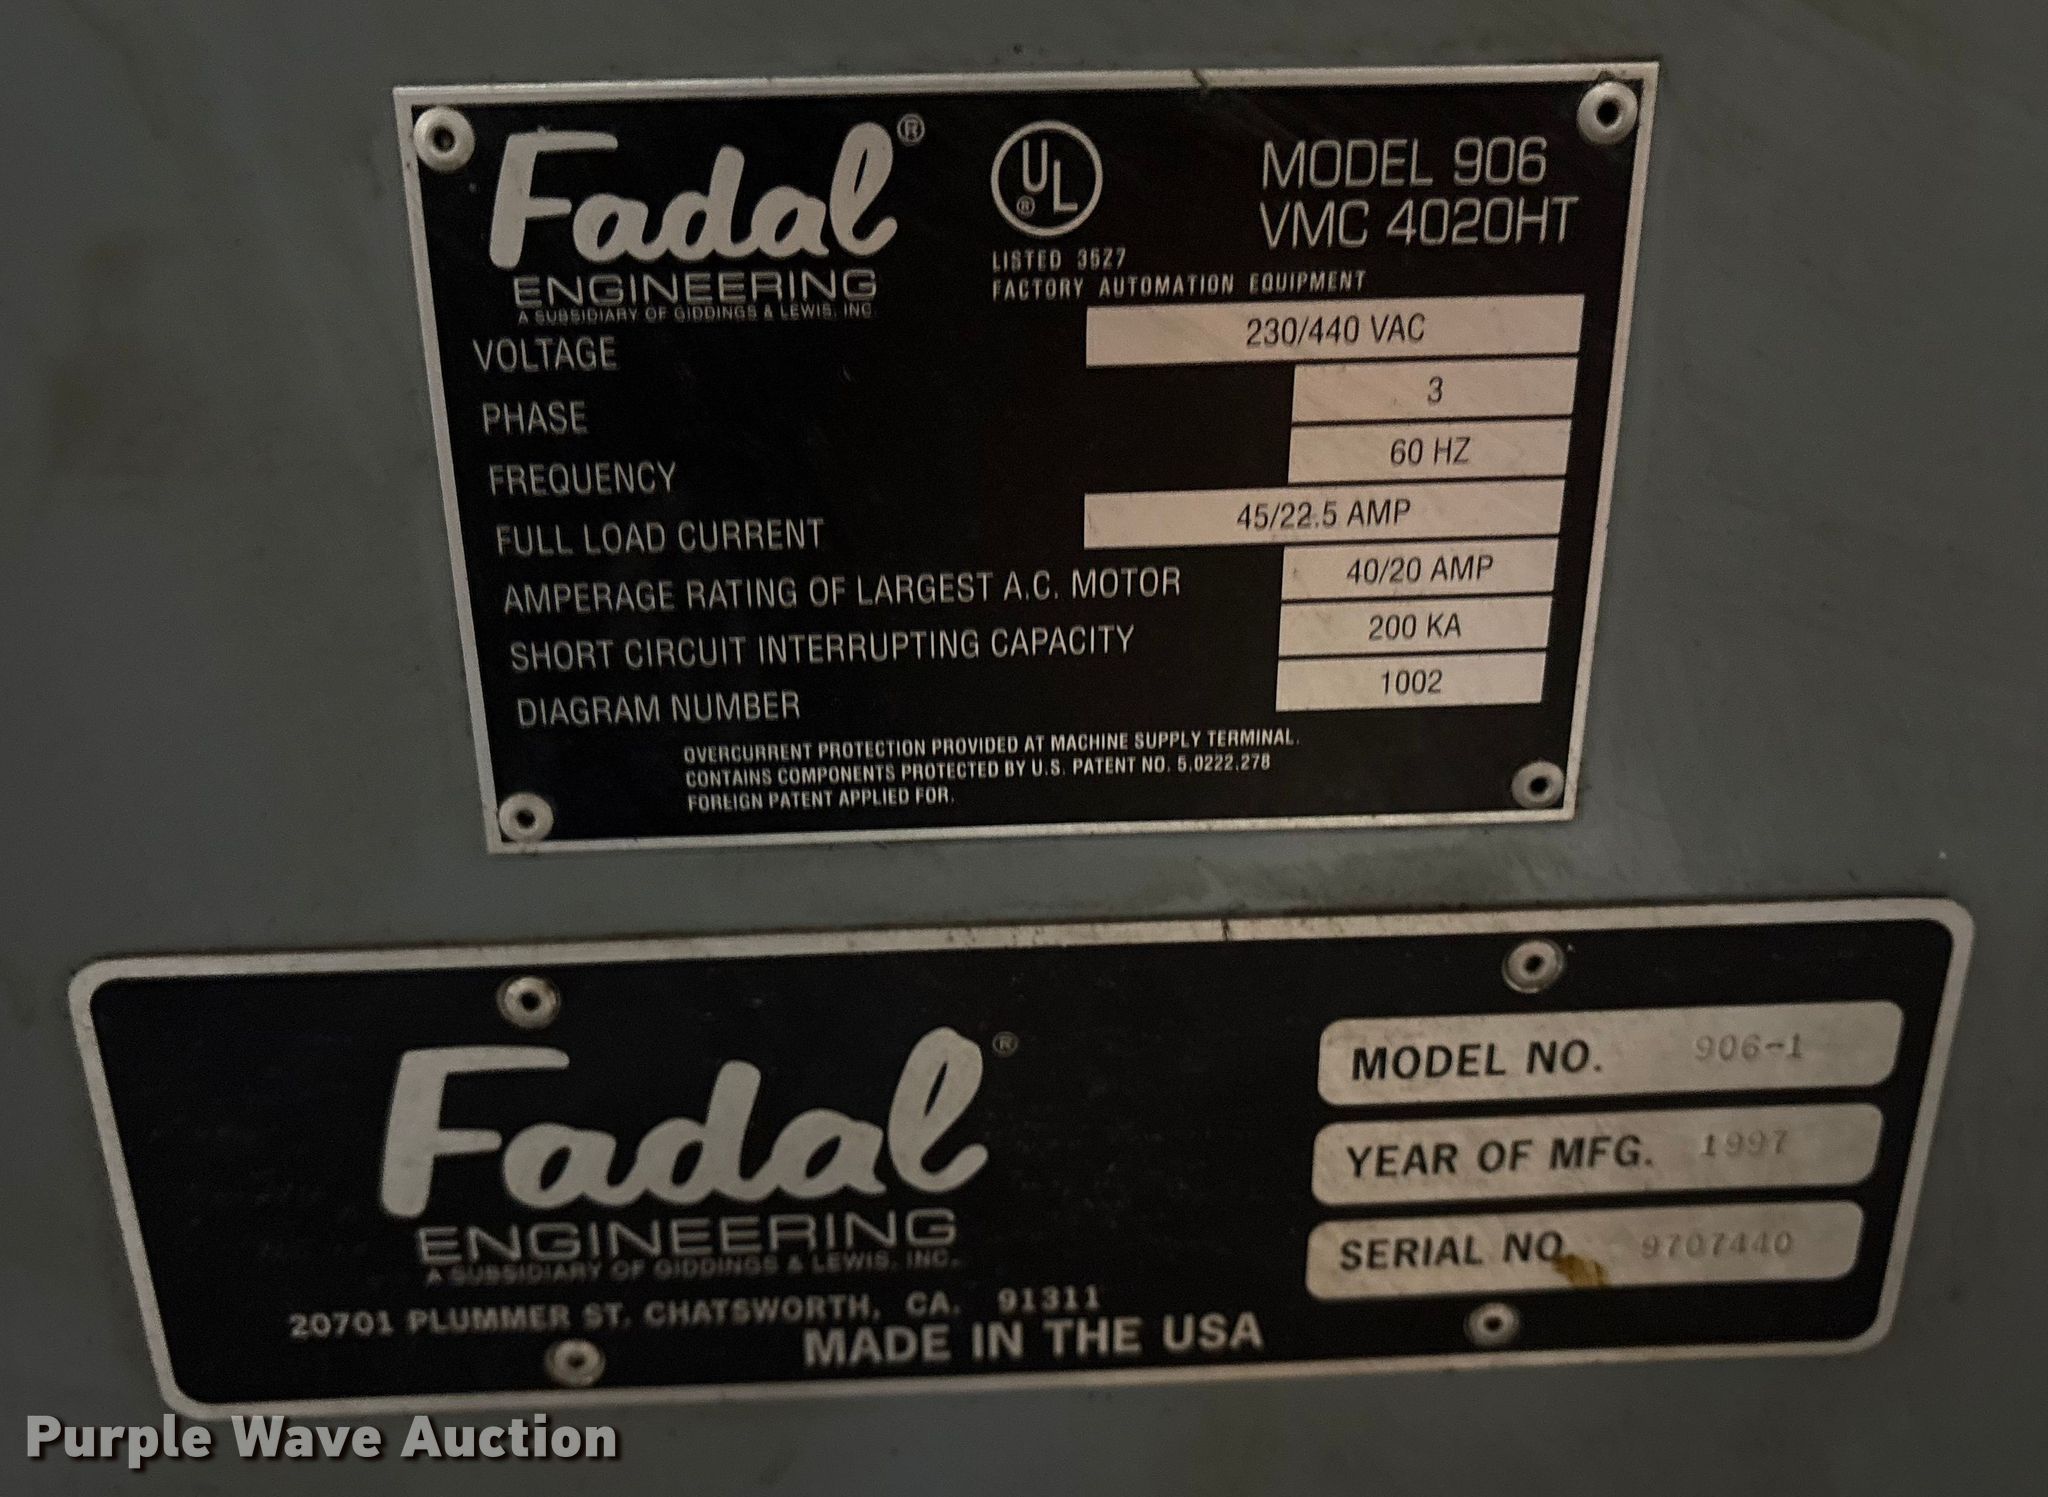 Fadal®
ENGINEERING
A SUBSIDIARY OF GIDDINGS & LEWIS, INC.
UL®
LISTED 35Z7
FACTORY AUTOMATION EQUIPMENT
MODEL 906
VMC 4020HT
VOLTAGE 230/440 VAC
PHASE 3
FREQUENCY 60 HZ
FULL LOAD CURRENT 45/22.5 AMP
AMPERAGE RATING OF LARGEST A.C. MOTOR 40/20 AMP
SHORT CIRCUIT INTERRUPTING CAPACITY 200 KA
DIAGRAM NUMBER 1002
OVERCURRENT PROTECTION PROVIDED AT MACHINE SUPPLY TERMINAL.
CONTAINS COMPONENTS PROTECTED BY U.S. PATENT NO. 5,0222,278
FOREIGN PATENT APPLIED FOR.
Fadal®
ENGINEERING
A SUBSIDIARY OF GIDDINGS & LEWIS, INC.
20701 PLUMMER ST. CHATSWORTH, CA. 91311
MADE IN THE USA
MODEL NO. 906-1
YEAR OF MFG. 1997
SERIAL NO. 9707440
Purple Wave Auction